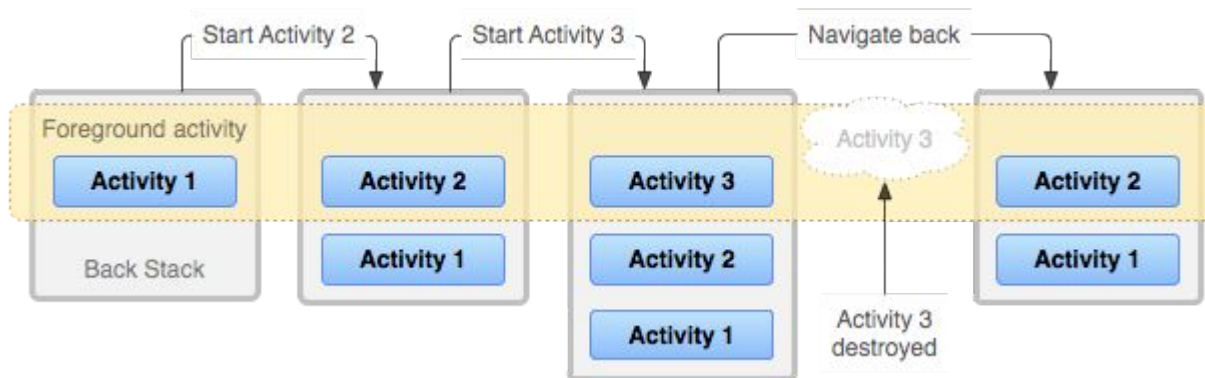 Start Activity 2
Start Activity 3
Navigate back
Foreground activity
Activity 1
Back Stack
Activity 2
Activity 1
Activity 3
Activity 2
Activity 1
Activity 3
Activity 3
destroyed
Activity 2
Activity 1